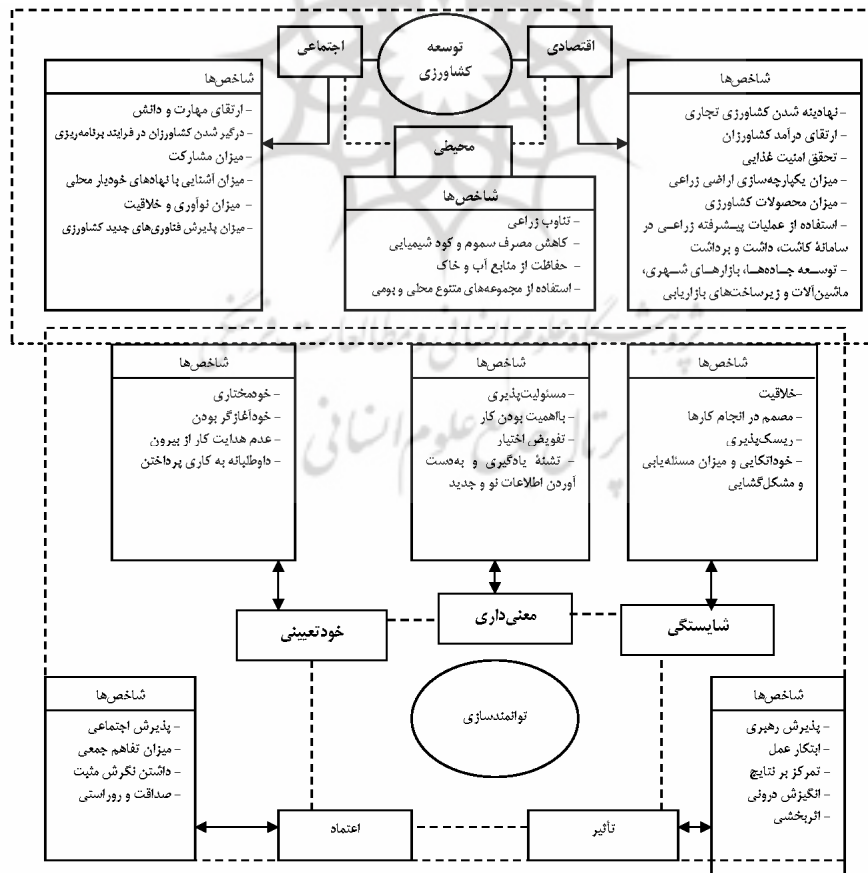 توسعه
کشاورزی
اقتصادی
اجتماعی
محیطی
شاخص‌ها
- نهادینه شدن کشاورزی تجاری
- ارتقای درآمد کشاورزان
- تحقق امنیت غذایی
- میزان یکپارچه‌سازی اراضی زراعی
- میزان محصولات کشاورزی
- استفاده از عملیات پیشرفته زراعی در
سامانهٔ کاشت، داشت و برداشت
- توسعه جاده‌ها، بازارهای شهری،
ماشین‌آلات و زیرساخت‌های بازاریابی
شاخص‌ها
- تناوب زراعی
- کاهش مصرف سموم و کود شیمیایی
- حفاظت از منابع آب و خاک
- استفاده از مجموعه‌های متنوع محلی و بومی
شاخص‌ها
- ارتقای مهارت و دانش
- درگیر شدن کشاورزان در فرایند برنامه‌ریزی
- میزان مشارکت
- میزان آشنایی با نهادهای خودیار محلی
- میزان نوآوری و خلاقیت
- میزان پذیرش فناوری‌های جدید کشاورزی
پژوهشگاه علوم انسانی و مطالعات فرهنگی
پرتال جامع علوم انسانی
شاخص‌ها
-خلاقیت
- مصمم در انجام کارها
- ریسک‌پذیری
- خوداتکایی و میزان مسئله‌یابی
و مشکل‌گشایی
شاخص‌ها
- مسئولیت‌پذیری
- بااهمیت بودن کار
- تفویض اختیار
- تشنهٔ یادگیری و به‌دست
آوردن اطلاعات نو و جدید
شاخص‌ها
- خودمختاری
- خودآغازگر بودن
- عدم هدایت کار از بیرون
- داوطلبانه به کاری پرداختن
شایستگی
معنی‌داری
خودتعیینی
توانمندسازی
شاخص‌ها
- پذیرش رهبری
- ابتکار عمل
- تمرکز بر نتایج
- انگیزش درونی
- اثربخشی
شاخص‌ها
- پذیرش اجتماعی
- میزان تفاهم جمعی
- داشتن نگرش مثبت
- صداقت و روراستی
تأثیر
اعتماد